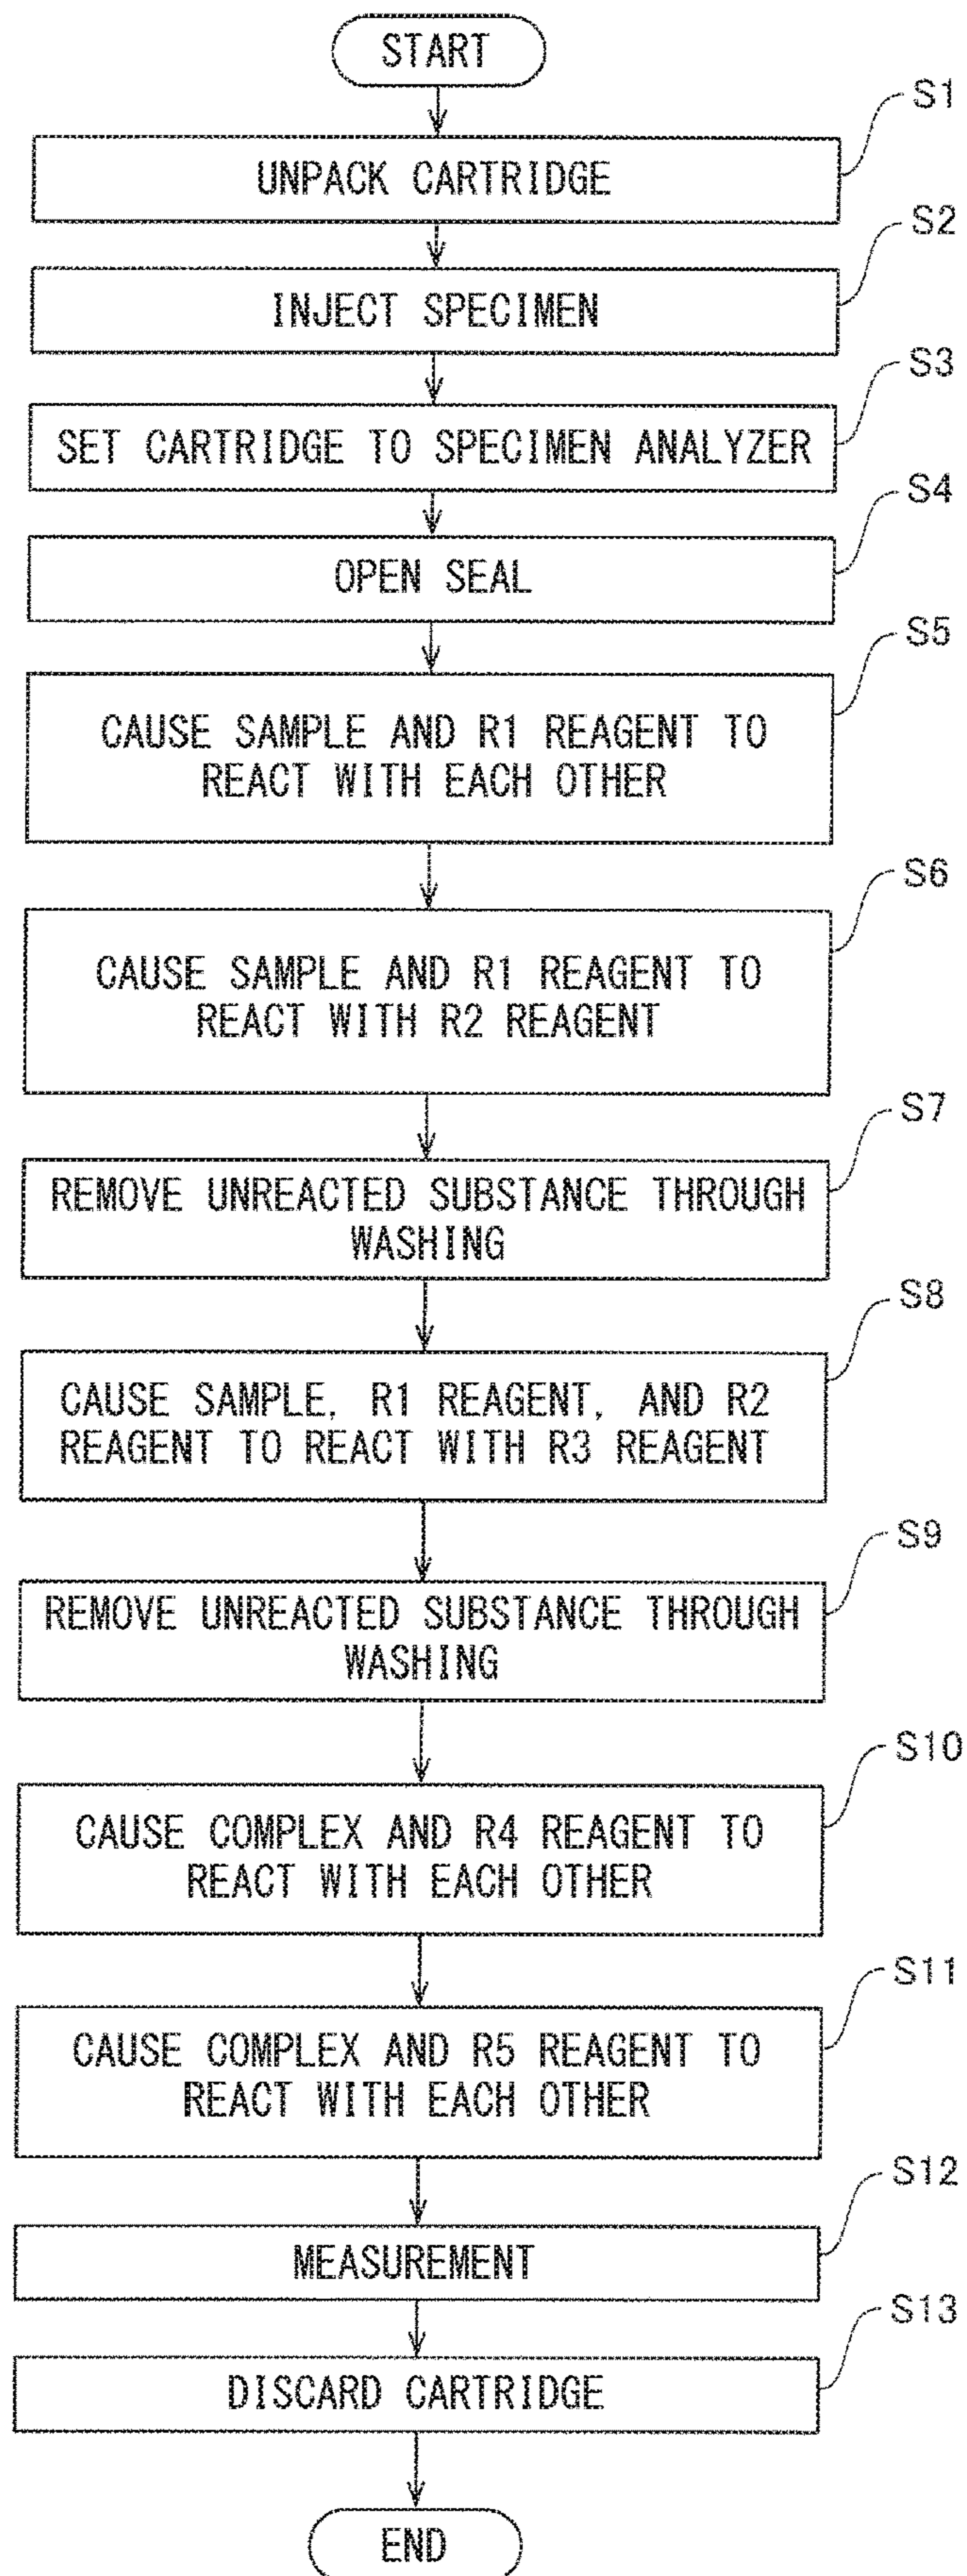 START
S1
UNPACK CARTRIDGE
S2
INJECT SPECIMEN
S3
SET CARTRIDGE TO SPECIMEN ANALYZER
S4
OPEN SEAL
S5
CAUSE SAMPLE AND R1 REAGENT TO
REACT WITH EACH OTHER
S6
CAUSE SAMPLE AND R1 REAGENT TO
REACT WITH R2 REAGENT
S7
REMOVE UNREACTED SUBSTANCE THROUGH
WASHING
S8
CAUSE SAMPLE, R1 REAGENT, AND R2
REAGENT TO REACT WITH R3 REAGENT
S9
REMOVE UNREACTED SUBSTANCE THROUGH
WASHING
S10
CAUSE COMPLEX AND R4 REAGENT TO
REACT WITH EACH OTHER
S11
CAUSE COMPLEX AND R5 REAGENT TO
REACT WITH EACH OTHER
S12
MEASUREMENT
S13
DISCARD CARTRIDGE
END